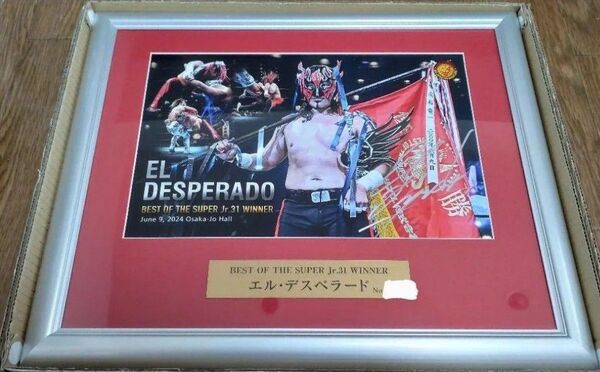 EL
DESPERADO
BEST OF THE SUPER Jr.31 WINNER
June 9, 2024 Osaka-Jo Hall
BEST OF THE SUPER Jr.31 WINNER
エル・デスペラード No